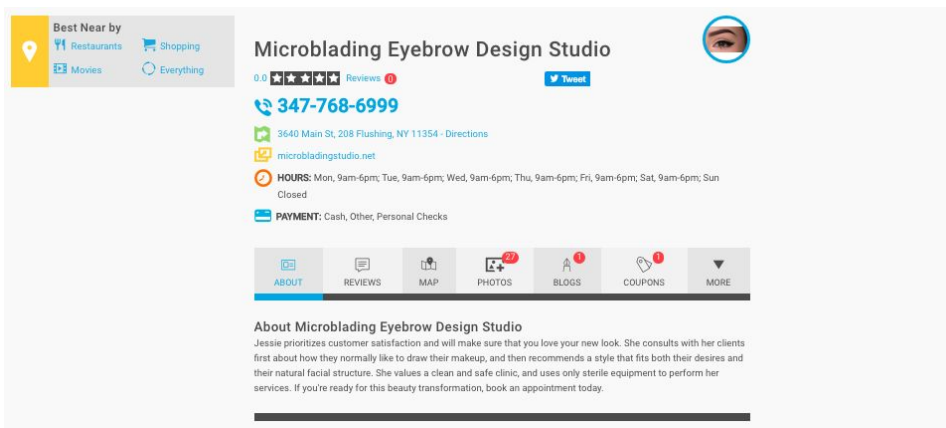 Best Near by
Restaurants Shopping
Movies Everything
Microblading Eyebrow Design Studio
0.0 Reviews 0
Tweet
347-768-6999
3640 Main St, 208 Flushing, NY 11354 - Directions
microbladingstudio.net
HOURS: Mon, 9am-6pm; Tue, 9am-6pm; Wed, 9am-6pm; Thu, 9am-6pm; Fri, 9am-6pm; Sat, 9am-6pm; Sun
Closed
PAYMENT: Cash, Other, Personal Checks
27 1 1
ABOUT REVIEWS MAP PHOTOS BLOGS COUPONS MORE
About Microblading Eyebrow Design Studio
Jessie prioritizes customer satisfaction and will make sure that you love your new look. She consults with her clients
first about how they normally like to draw their makeup, and then recommends a style that fits both their desires and
their natural facial structure. She values a clean and safe clinic, and uses only sterile equipment to perform her
services. If you're ready for this beauty transformation, book an appointment today.